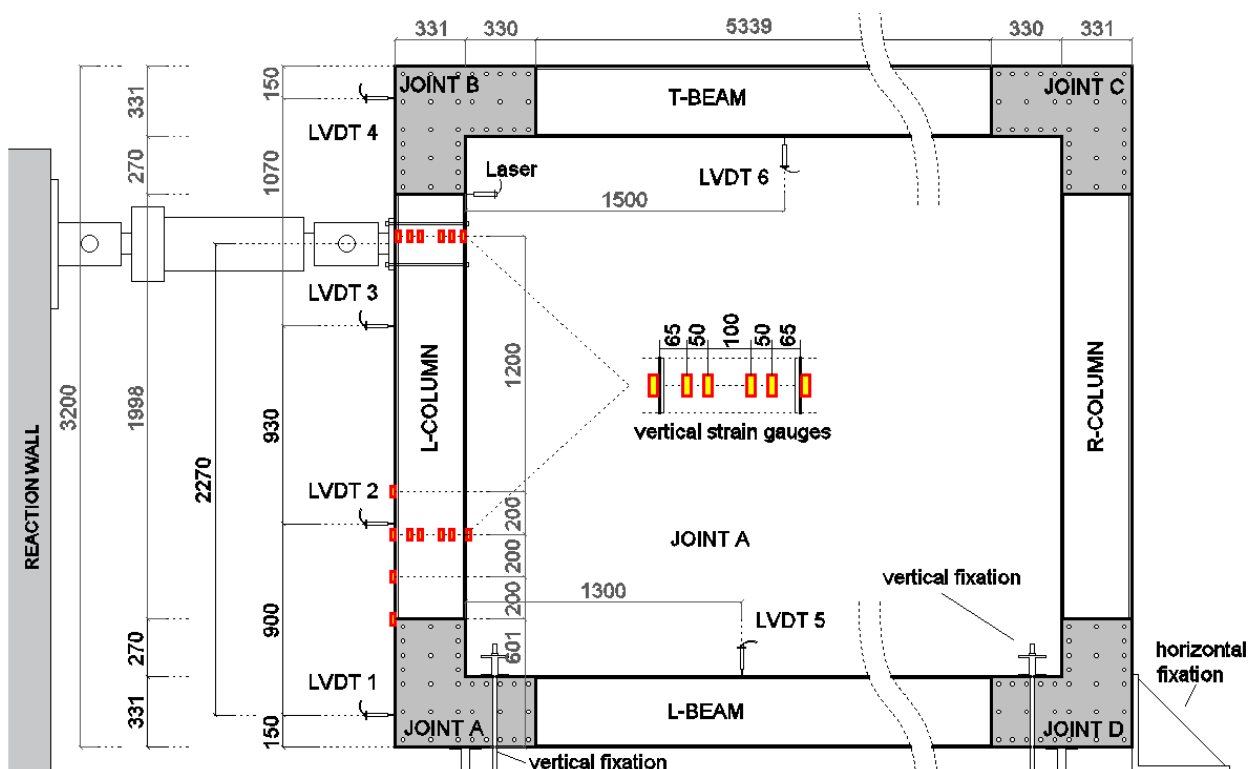 331
330
5339
330
331
150
331
JOINT B
T-BEAM
JOINT C
LVDT 4
270
1070
Laser
LVDT 6
1500
LVDT 3
65
50
100
50
65
1200
REACTION WALL
3200
1998
2270
930
L-COLUMN
R-COLUMN
vertical strain gauges
LVDT 2
200
JOINT A
200
vertical fixation
1300
200
900
270
LVDT 5
601
horizontal
fixation
LVDT 1
331
150
JOINT A
L-BEAM
JOINT D
vertical fixation